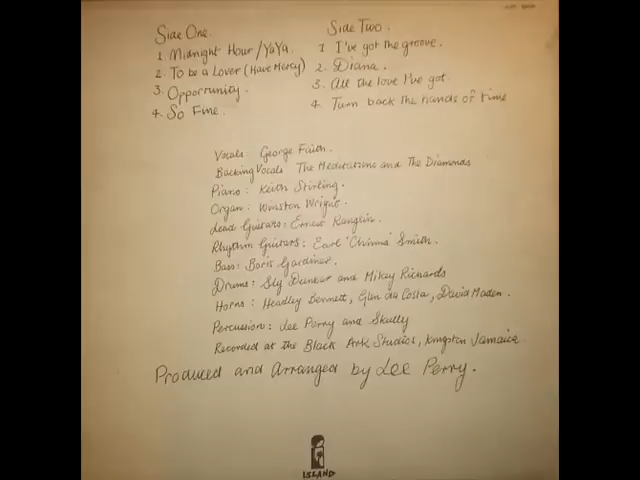 Side One.
1. Midnight Hour / YaYa.
2. To be a Lover (Have Mercy)
3. Opportunity.
4. So Fine.
Side Two.
1 I've got the groove.
2. Diana.
3. All the love I've got.
4. Turn back the hands of time
Vocals: George Faith.
Backing Vocals The Meditations and The Diamonds
Piano: Keith Stirling.
Organ: Winston Wright.
Lead Guitars: Ernest Ranglin.
Rhythm Guitars: Earl 'Chinna' Smith.
Bass: Boris Gardiner.
Drums: Sly Dunbar and Mikey Richards
Horns: Headley Bennett, Glen da Costa, David Maden.
Percussion: Lee Perry and Skully
Recorded at the Black Ark Studios, Kingston Jamaica
Produced and Arranged by Lee Perry.
ISLAND